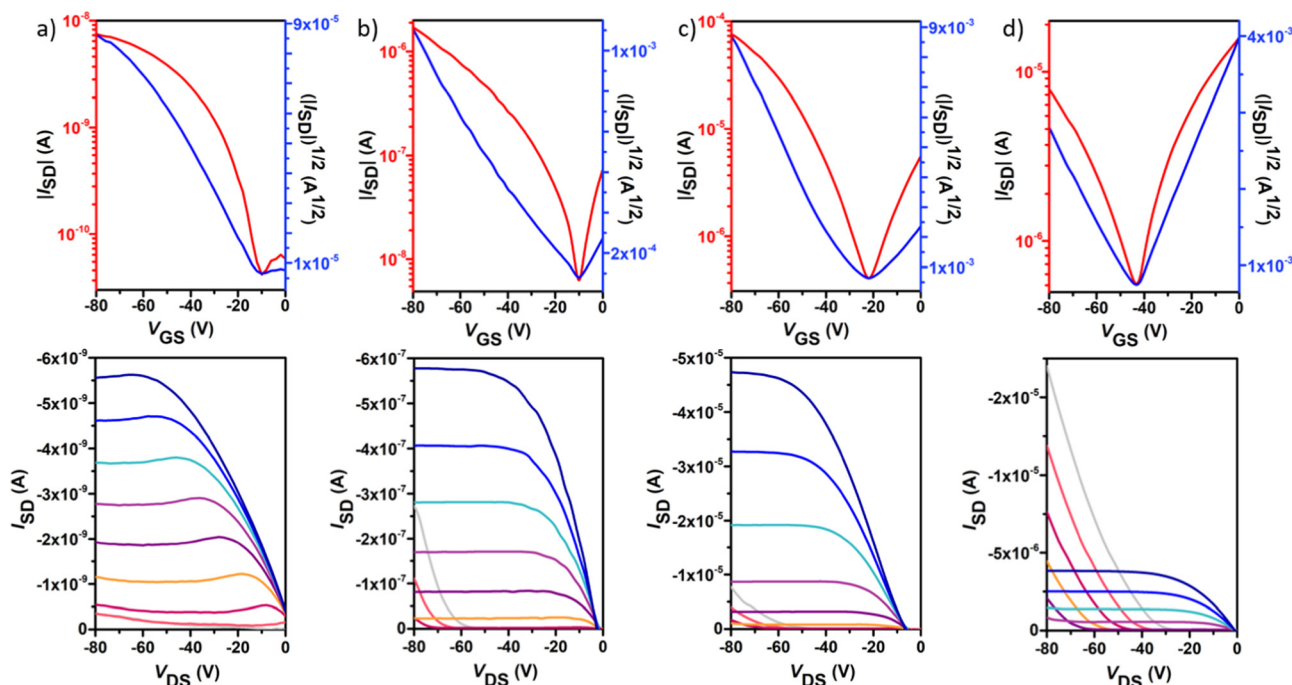 a)
10⁻⁸
10⁻⁹
10⁻¹⁰
|I_SD| (A)
9x10⁻⁵
1x10⁻⁵
(|I_SD|)^1/2 (A^1/2)
-80 -60 -40 -20 0
V_GS (V)
b)
10⁻⁶
10⁻⁷
10⁻⁸
|I_SD| (A)
1x10⁻³
2x10⁻⁴
(|I_SD|)^1/2 (A^1/2)
-80 -60 -40 -20 0
V_GS (V)
c)
10⁻⁴
10⁻⁵
10⁻⁶
|I_SD| (A)
9x10⁻³
1x10⁻³
(|I_SD|)^1/2 (A^1/2)
-80 -60 -40 -20 0
V_GS (V)
d)
10⁻⁵
10⁻⁶
|I_SD| (A)
4x10⁻³
1x10⁻³
(|I_SD|)^1/2 (A^1/2)
-80 -60 -40 -20 0
V_GS (V)
-6x10⁻⁹
-5x10⁻⁹
-4x10⁻⁹
-3x10⁻⁹
-2x10⁻⁹
-1x10⁻⁹
0
I_SD (A)
-80 -60 -40 -20 0
V_DS (V)
-6x10⁻⁷
-5x10⁻⁷
-4x10⁻⁷
-3x10⁻⁷
-2x10⁻⁷
-1x10⁻⁷
0
I_SD (A)
-80 -60 -40 -20 0
V_DS (V)
-5x10⁻⁵
-4x10⁻⁵
-3x10⁻⁵
-2x10⁻⁵
-1x10⁻⁵
0
I_SD (A)
-80 -60 -40 -20 0
V_DS (V)
-2x10⁻⁵
-1x10⁻⁵
-5x10⁻⁶
0
I_SD (A)
-80 -60 -40 -20 0
V_DS (V)